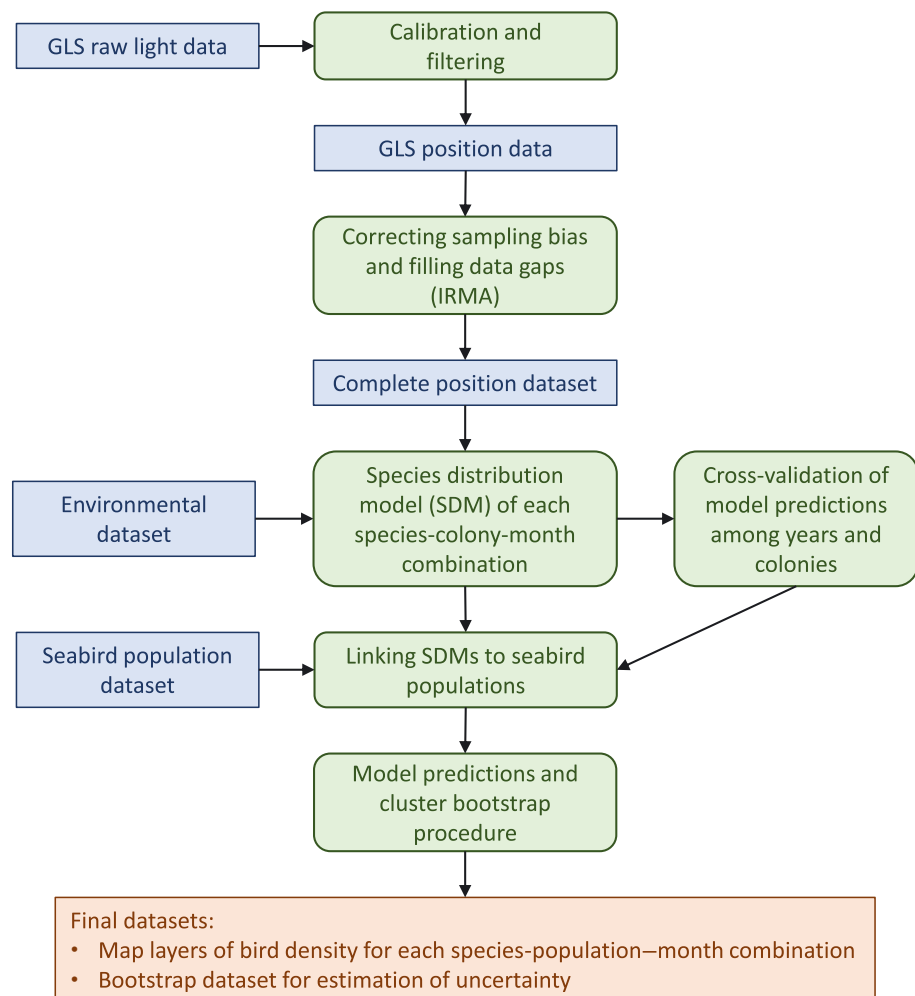 GLS raw light data
Calibration and
filtering
GLS position data
Correcting sampling bias
and filling data gaps
(IRMA)
Complete position dataset
Environmental
dataset
Species distribution
model (SDM) of each
species-colony-month
combination
Cross-validation of
model predictions
among years and
colonies
Seabird population
dataset
Linking SDMs to seabird
populations
Model predictions and
cluster bootstrap
procedure
Final datasets:
• Map layers of bird density for each species-population–month combination
• Bootstrap dataset for estimation of uncertainty